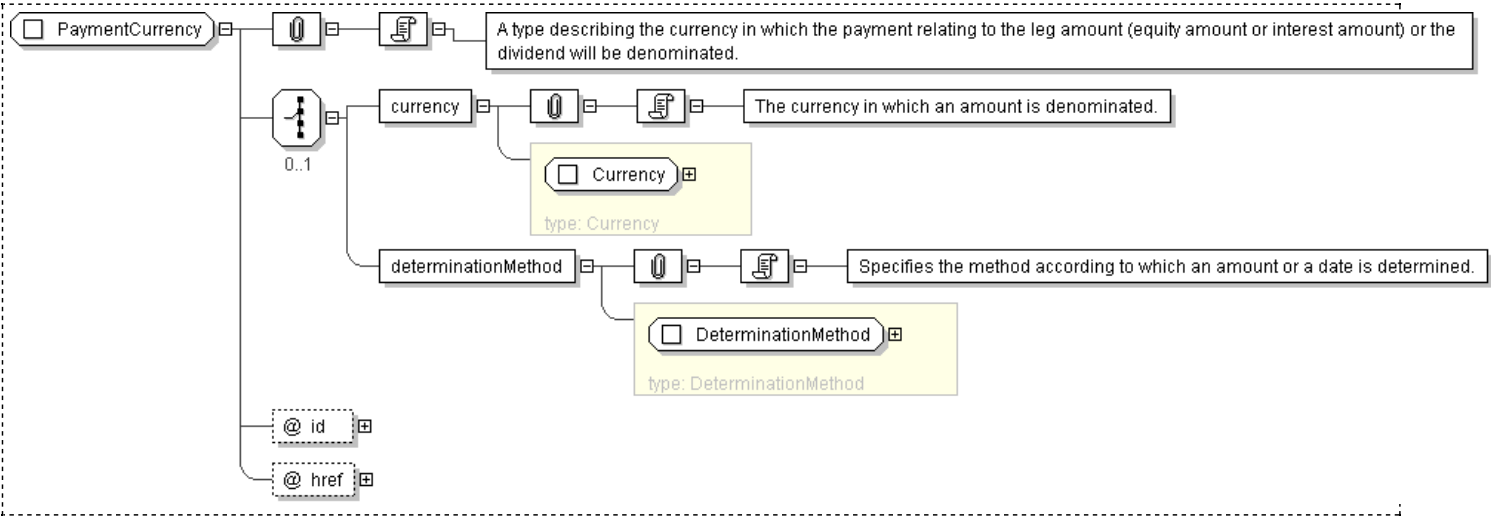 PaymentCurrency
A type describing the currency in which the payment relating to the leg amount (equity amount or interest amount) or the
dividend will be denominated.
currency
The currency in which an amount is denominated.
0..1
Currency
type: Currency
determinationMethod
Specifies the method according to which an amount or a date is determined.
DeterminationMethod
type: DeterminationMethod
@ id
@ href